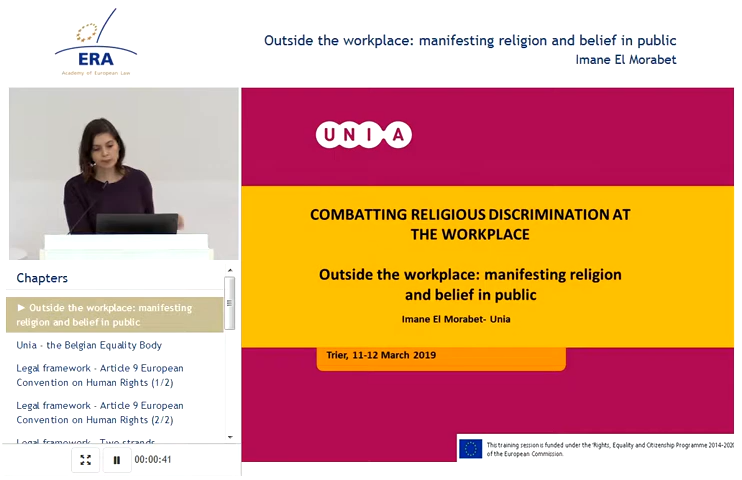 ERA
Academy of European Law
Outside the workplace: manifesting religion and belief in public
Imane El Morabet
UNIA
COMBATTING RELIGIOUS DISCRIMINATION AT
THE WORKPLACE
Outside the workplace: manifesting religion
and belief in public
Imane El Morabet- Unia
Trier, 11-12 March 2019
This training session is funded under the 'Rights, Equality and Citizenship Programme 2014-2020'
of the European Commission.
Chapters
► Outside the workplace: manifesting
religion and belief in public
Unia - the Belgian Equality Body
Legal framework - Article 9 European
Convention on Human Rights (1/2)
Legal framework - Article 9 European
Convention on Human Rights (2/2)
Legal framework - Two strands
00:00:41